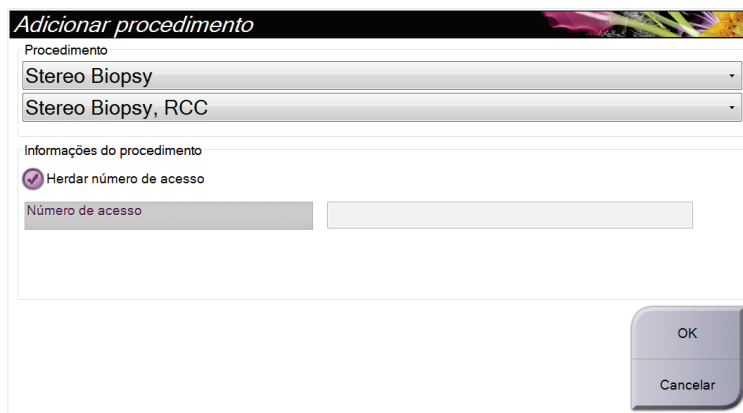 Adicionar procedimento
Procedimento
Stereo Biopsy
Stereo Biopsy, RCC
Informações do procedimento
Herdar número de acesso
Número de acesso
OK
Cancelar